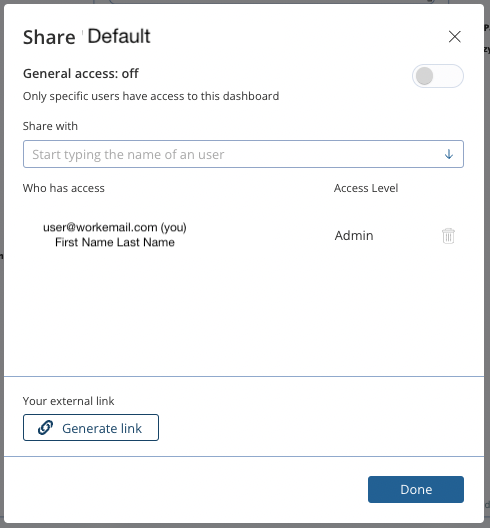 Share Default
General access: off
Only specific users have access to this dashboard
Share with
Start typing the name of an user
Who has access Access Level
user@workemail.com (you)
First Name Last Name
Admin
Your external link
Generate link
Done